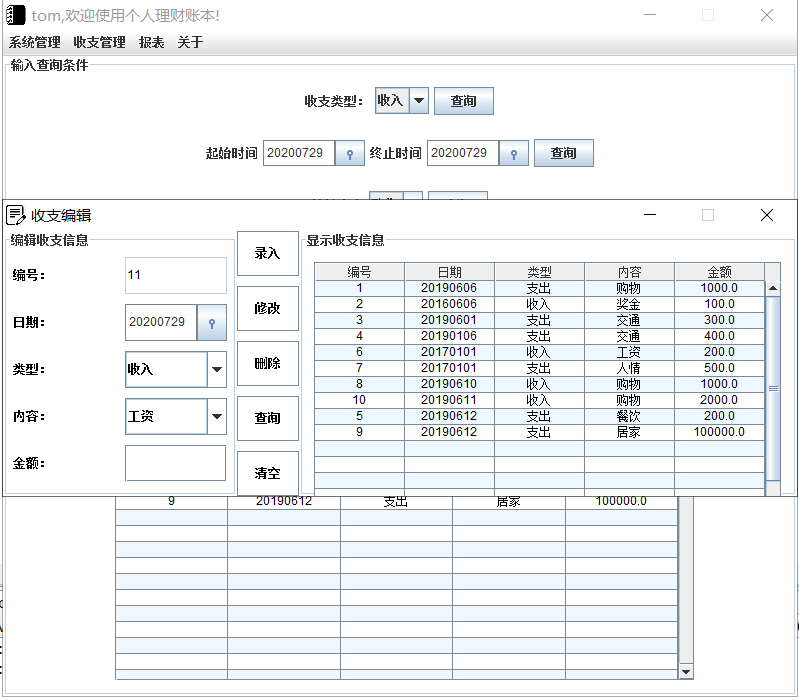 tom,欢迎使用个人理财账本!
系统管理 收支管理 报表 关于
输入查询条件
收支类型： 收入 查询
起始时间 20200729 终止时间 20200729 查询
收支编辑
编辑收支信息
编号： 11
日期： 20200729
类型： 收入
内容： 工资
金额：
录入
修改
删除
查询
清空
显示收支信息
编号 日期 类型 内容 金额
1 20190606 支出 购物 1000.0
2 20160606 收入 奖金 100.0
3 20190601 支出 交通 300.0
4 20190106 支出 交通 400.0
6 20170101 收入 工资 200.0
7 20170101 支出 人情 500.0
8 20190610 收入 购物 1000.0
10 20190611 收入 购物 2000.0
5 20190612 支出 餐饮 200.0
9 20190612 支出 居家 100000.0
9 20190612 支出 居家 100000.0